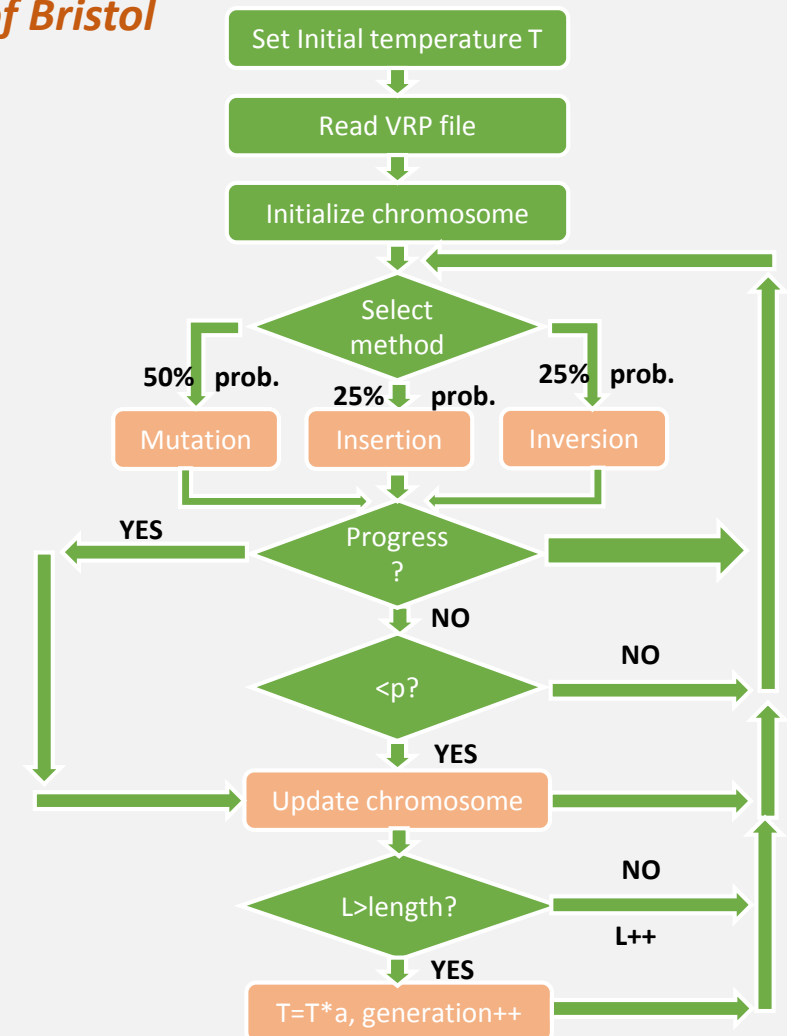 of Bristol
Set Initial temperature T
Read VRP file
Initialize chromosome
Select
method
50% prob.
25% prob.
25% prob.
Mutation
Insertion
Inversion
YES
Progress
?
NO
<p?
NO
YES
Update chromosome
L>length?
NO
L++
YES
T=T*a, generation++